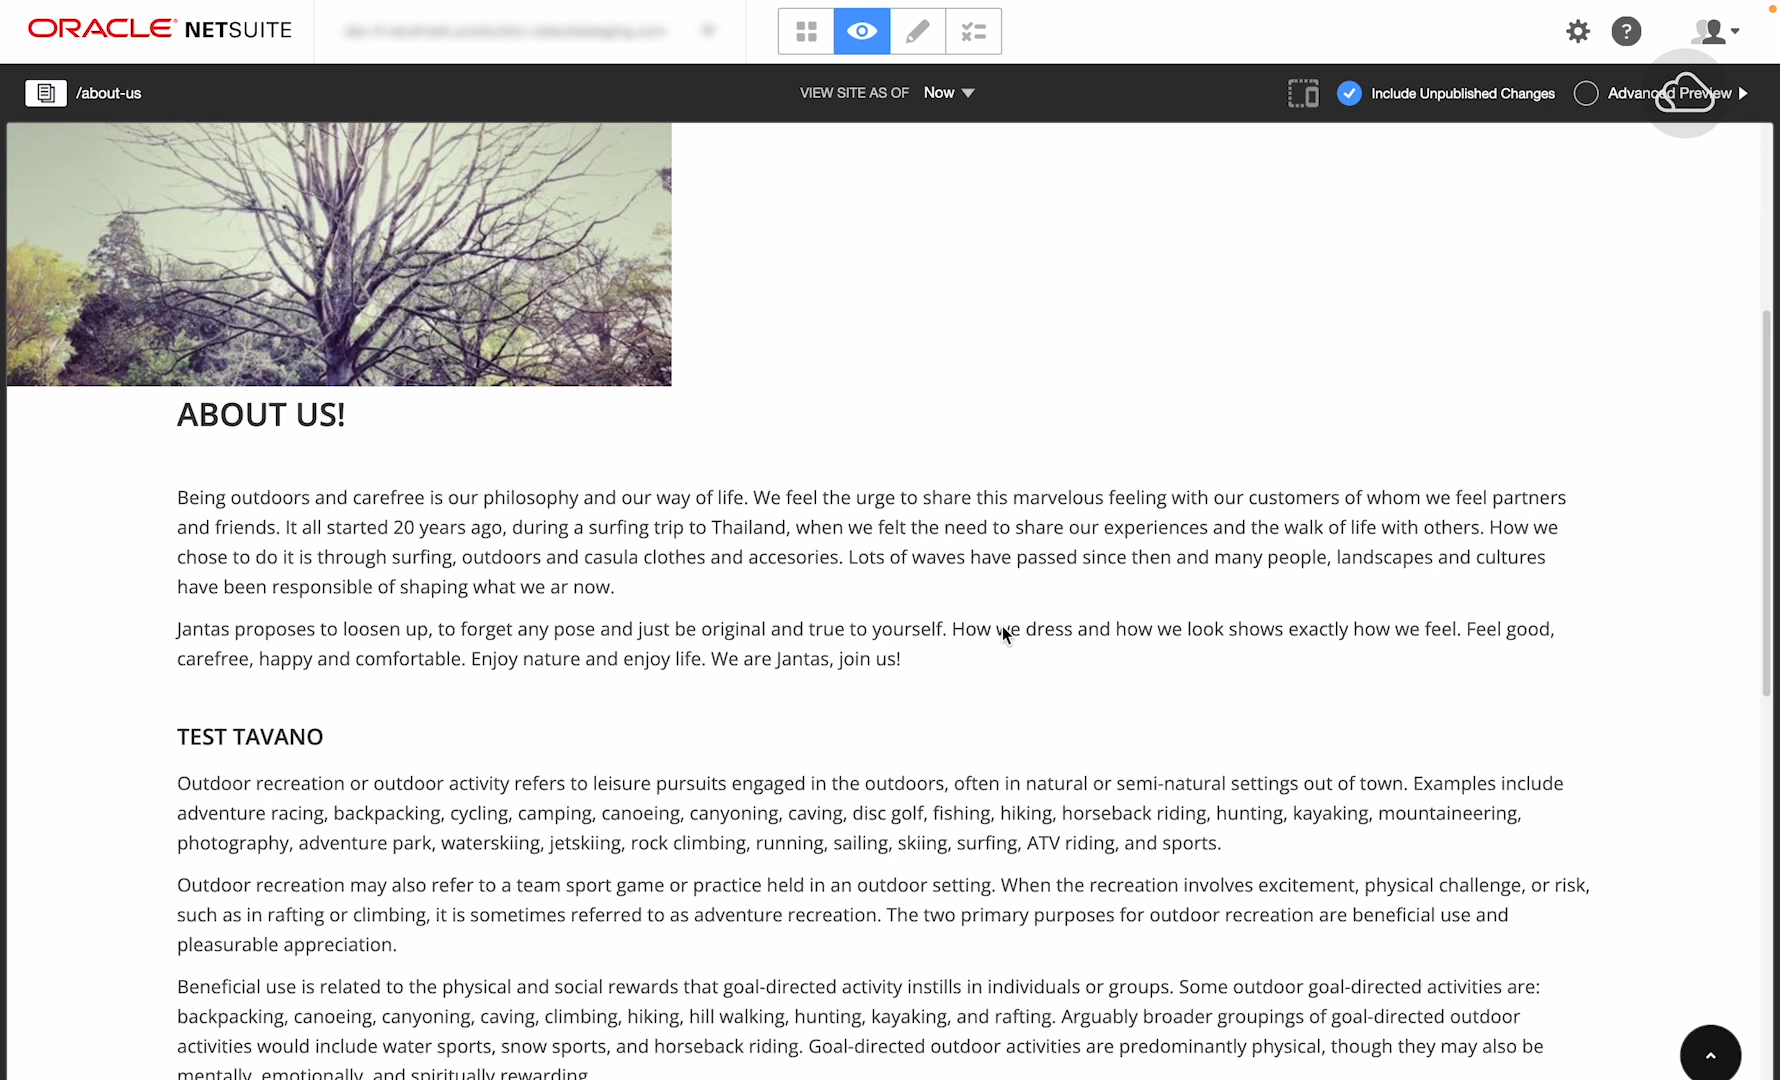 ORACLE NETSUITE
/about-us
VIEW SITE AS OF Now
Include Unpublished Changes
Advanced Preview
ABOUT US!
Being outdoors and carefree is our philosophy and our way of life. We feel the urge to share this marvelous feeling with our customers of whom we feel partners
and friends. It all started 20 years ago, during a surfing trip to Thailand, when we felt the need to share our experiences and the walk of life with others. How we
chose to do it is through surfing, outdoors and casula clothes and accesories. Lots of waves have passed since then and many people, landscapes and cultures
have been responsible of shaping what we ar now.
Jantas proposes to loosen up, to forget any pose and just be original and true to yourself. How we dress and how we look shows exactly how we feel. Feel good,
carefree, happy and comfortable. Enjoy nature and enjoy life. We are Jantas, join us!
TEST TAVANO
Outdoor recreation or outdoor activity refers to leisure pursuits engaged in the outdoors, often in natural or semi-natural settings out of town. Examples include
adventure racing, backpacking, cycling, camping, canoeing, canyoning, caving, disc golf, fishing, hiking, horseback riding, hunting, kayaking, mountaineering,
photography, adventure park, waterskiing, jetskiing, rock climbing, running, sailing, skiing, surfing, ATV riding, and sports.
Outdoor recreation may also refer to a team sport game or practice held in an outdoor setting. When the recreation involves excitement, physical challenge, or risk,
such as in rafting or climbing, it is sometimes referred to as adventure recreation. The two primary purposes for outdoor recreation are beneficial use and
pleasurable appreciation.
Beneficial use is related to the physical and social rewards that goal-directed activity instills in individuals or groups. Some outdoor goal-directed activities are:
backpacking, canoeing, canyoning, caving, climbing, hiking, hill walking, hunting, kayaking, and rafting. Arguably broader groupings of goal-directed outdoor
activities would include water sports, snow sports, and horseback riding. Goal-directed outdoor activities are predominantly physical, though they may also be
mentally, emotionally, and spiritually rewarding.